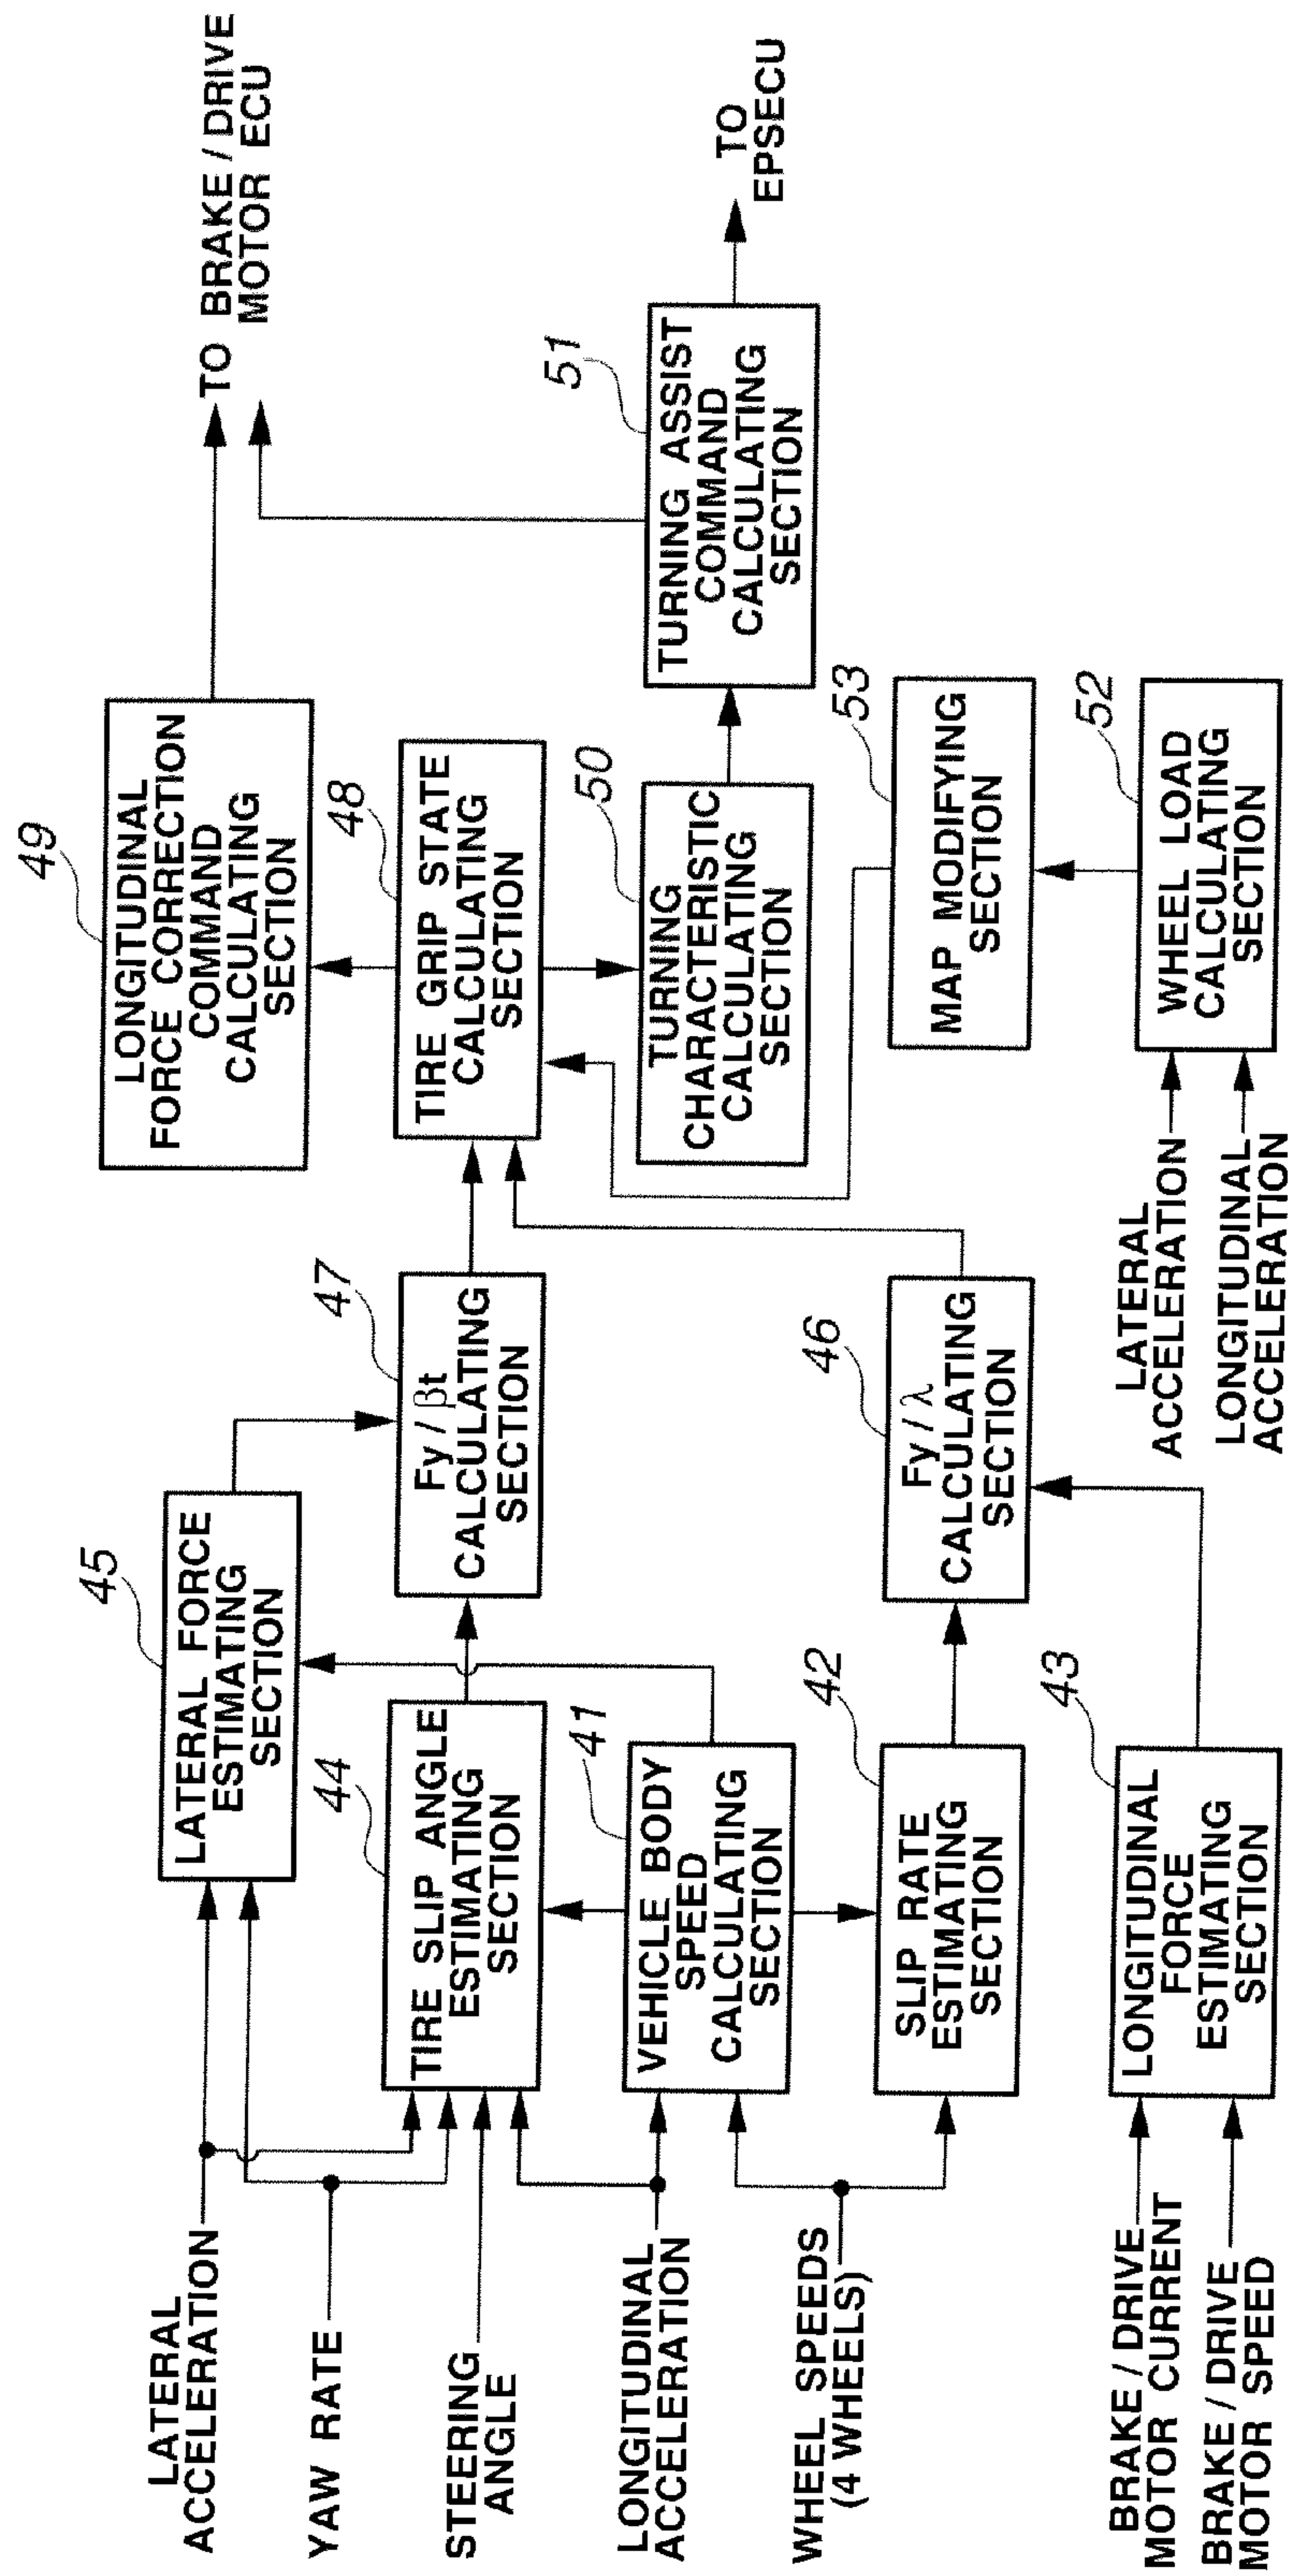 LATERAL
ACCELERATION
YAW RATE
STEERING
ANGLE
LONGITUDINAL
ACCELERATION
WHEEL SPEEDS
(4 WHEELS)
BRAKE / DRIVE
MOTOR CURRENT
BRAKE / DRIVE
MOTOR SPEED
45
LATERAL FORCE
ESTIMATING
SECTION
44
TIRE SLIP ANGLE
ESTIMATING
SECTION
41
VEHICLE BODY
SPEED
CALCULATING
SECTION
42
SLIP RATE
ESTIMATING
SECTION
43
LONGITUDINAL
FORCE
ESTIMATING
SECTION
47
Fy / βt
CALCULATING
SECTION
46
Fy / λ
CALCULATING
SECTION
LATERAL
ACCELERATION
LONGITUDINAL
ACCELERATION
49
LONGITUDINAL
FORCE CORRECTION
COMMAND
CALCULATING
SECTION
48
TIRE GRIP STATE
CALCULATING
SECTION
50
TURNING
CHARACTERISTIC
CALCULATING
SECTION
53
MAP MODIFYING
SECTION
52
WHEEL LOAD
CALCULATING
SECTION
51
TURNING ASSIST
COMMAND
CALCULATING
SECTION
TO BRAKE / DRIVE
MOTOR ECU
TO
EPSECU